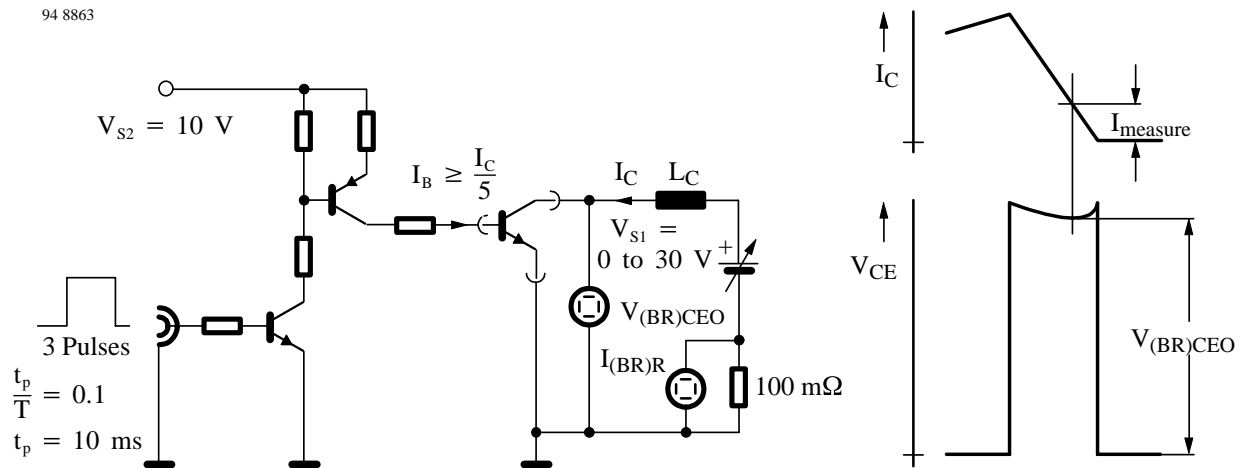 94 8863
V_S2 = 10 V
I_B ≥ I_C/5
I_C
L_C
V_S1 =
0 to 30 V
+
V_(BR)CEO
I_(BR)R
100 mΩ
3 Pulses
t_p/T = 0.1
t_p = 10 ms
I_C
I_measure
V_CE
V_(BR)CEO